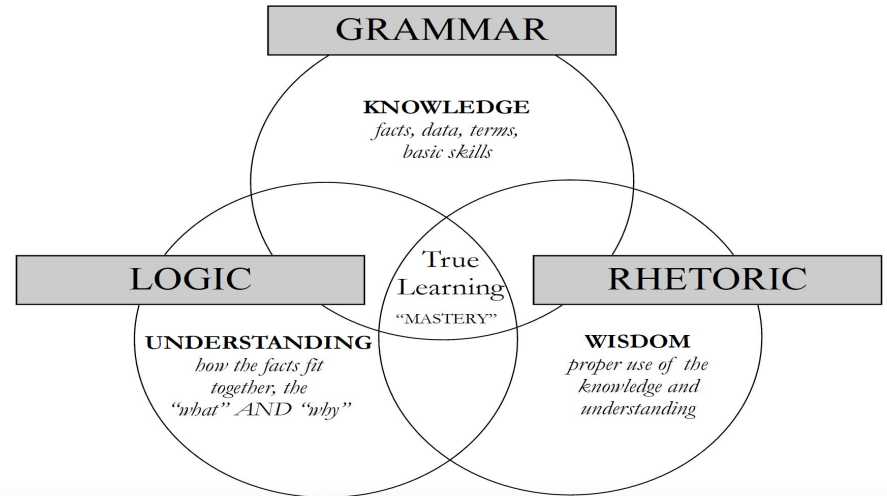 GRAMMAR
KNOWLEDGE
facts, data, terms,
basic skills
True
Learning
“MASTERY”
LOGIC
UNDERSTANDING
how the facts fit
together, the
“what” AND “why”
RHETORIC
WISDOM
proper use of the
knowledge and
understanding